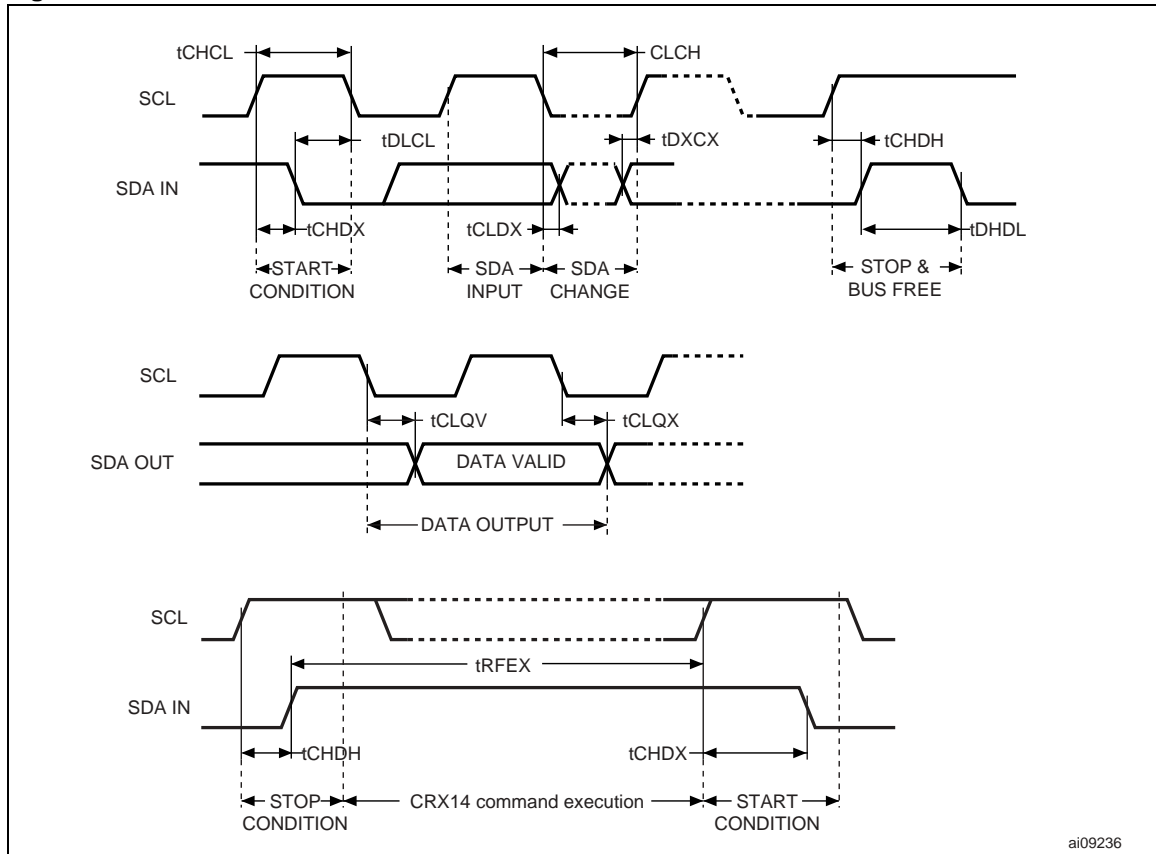 tCHCL
CLCH
SCL
tDLCL
tDXCX
tCHDH
SDA IN
tCHDX
tCLDX
tDHDL
START
CONDITION
SDA
INPUT
SDA
CHANGE
STOP &
BUS FREE
SCL
tCLQV
tCLQX
SDA OUT
DATA VALID
DATA OUTPUT
SCL
tRFEX
SDA IN
tCHDH
tCHDX
STOP
CONDITION
CRX14 command execution
START
CONDITION
ai09236